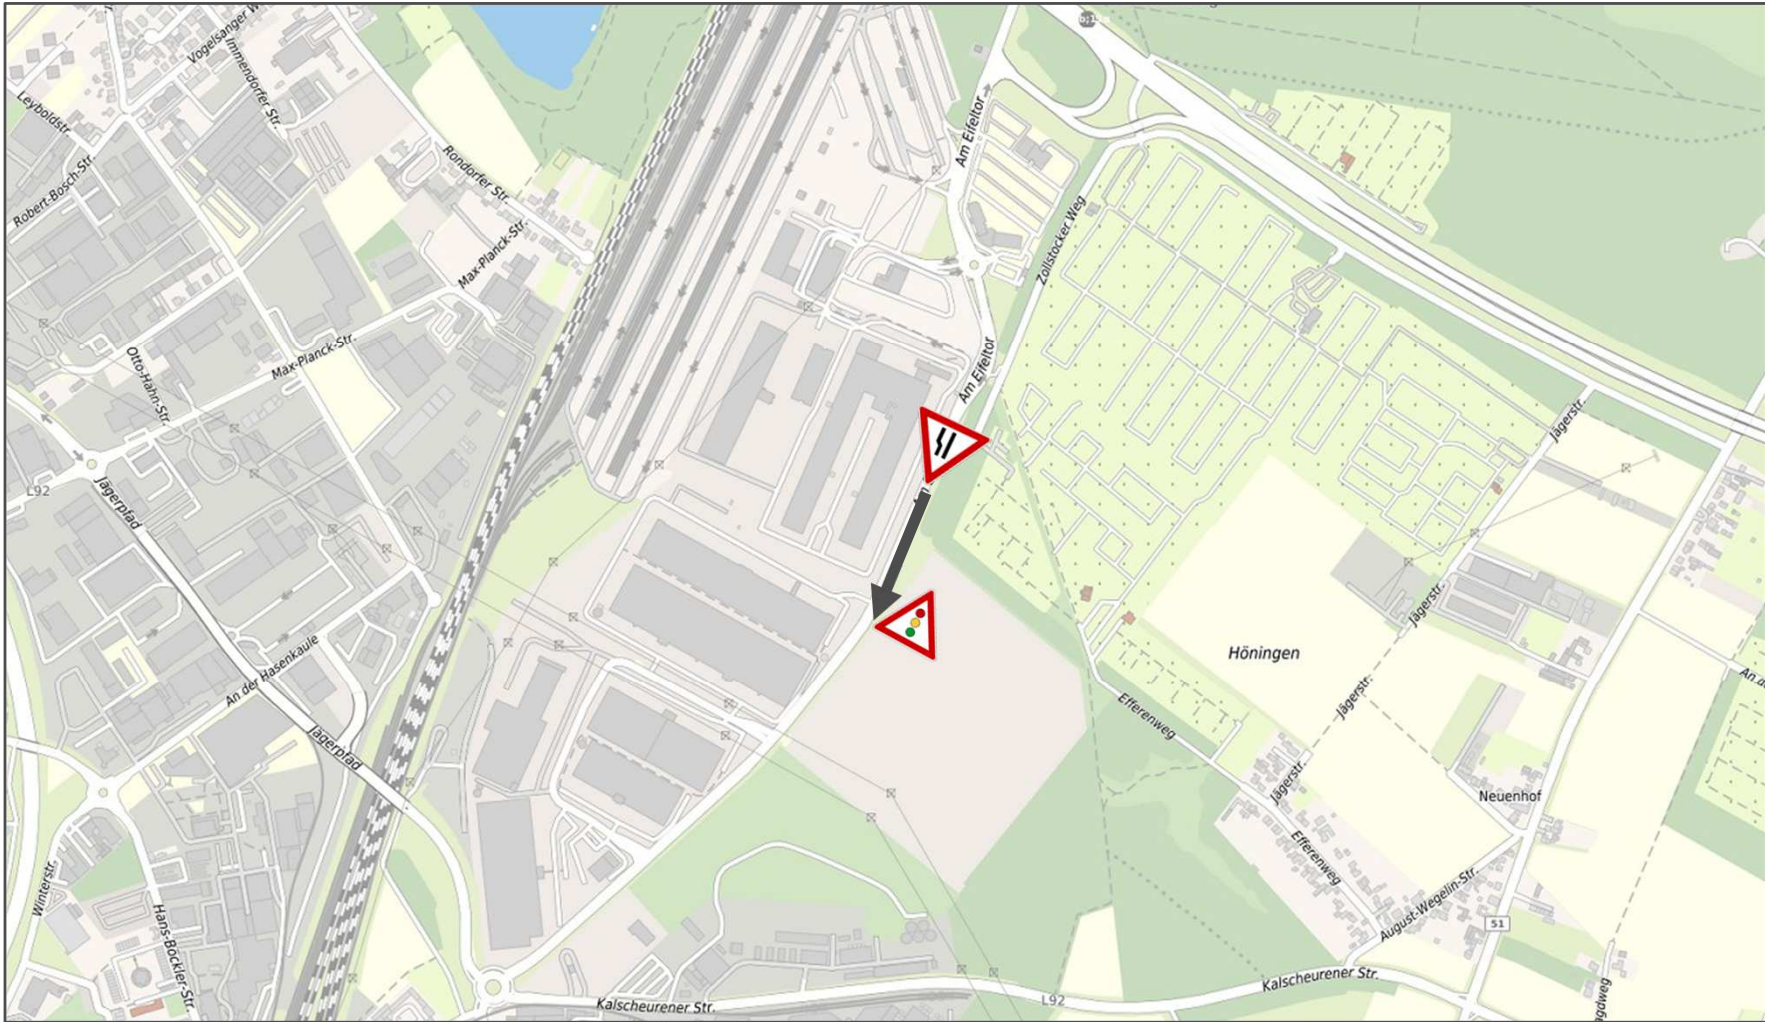 Vogelsanger
Immendorfer Str.
Leyboldstr.
Robert-Bosch-Str.
Rondorfer Str.
Max-Planck-Str.
Am Eifeltor
Zollstocker Weg
Max-Planck-Str.
Otto-Hahn-Str.
Am Eifeltor
Jägerstr.
L92
Jägerpfad
Jägerstr.
An der Hasenkaule
Höningen
Jägerstr.
Efferenweg
Jägerpfad
Jägerstr.
Neuenhof
Efferenweg
Winterstr.
Hans-Böckler-Str.
August-Wegelin-Str.
51
Kalscheurener Str.
L92
Kalscheurener Str.